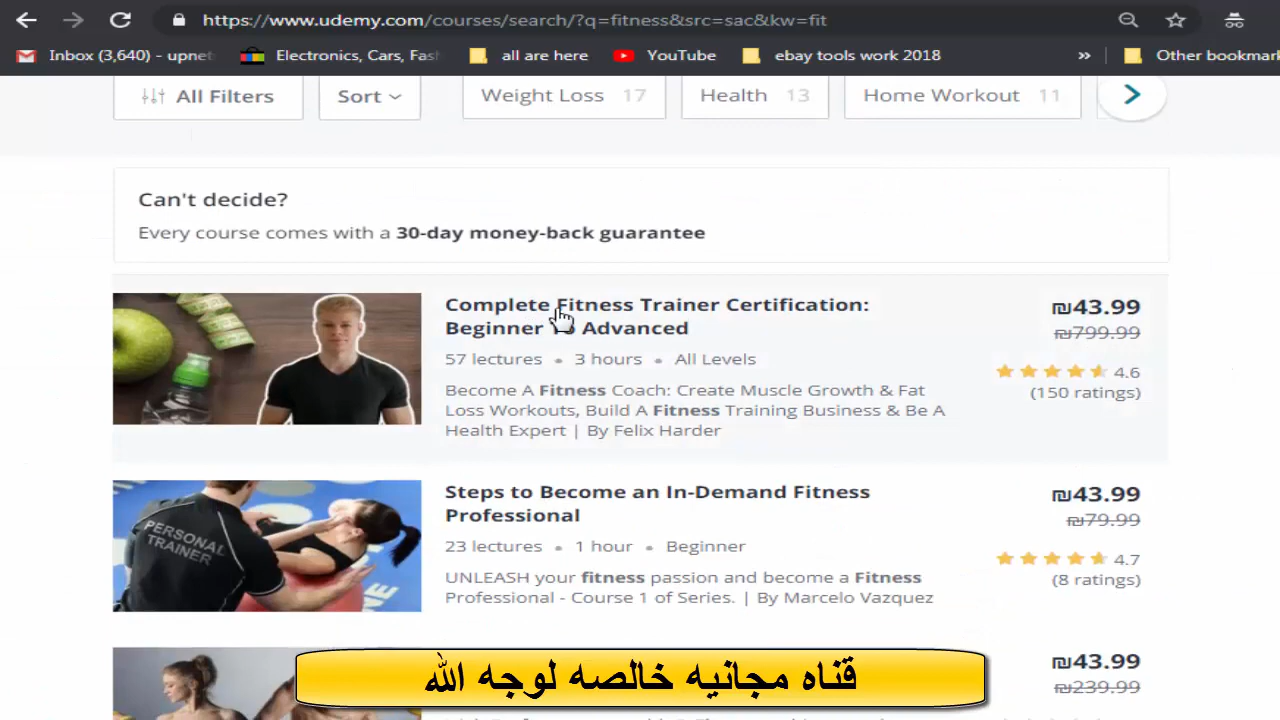 https://www.udemy.com/courses/search/?q=fitness&src=sac&kw=fit
Inbox (3,640) - upnet Electronics, Cars, Fash all are here YouTube ebay tools work 2018 » Other bookmar
All Filters Sort Weight Loss 17 Health 13 Home Workout 11
Can't decide?
Every course comes with a 30-day money-back guarantee
Complete Fitness Trainer Certification: ₪43.99
Beginner To Advanced ₪799.99
57 lectures • 3 hours • All Levels 4.6
Become A Fitness Coach: Create Muscle Growth & Fat (150 ratings)
Loss Workouts, Build A Fitness Training Business & Be A
Health Expert | By Felix Harder
Steps to Become an In-Demand Fitness ₪43.99
Professional ₪79.99
23 lectures • 1 hour • Beginner 4.7
UNLEASH your fitness passion and become a Fitness (8 ratings)
Professional - Course 1 of Series. | By Marcelo Vazquez
PERSONAL
TRAINER
₪43.99
₪239.99
قناه مجانيه خالصه لوجه الله